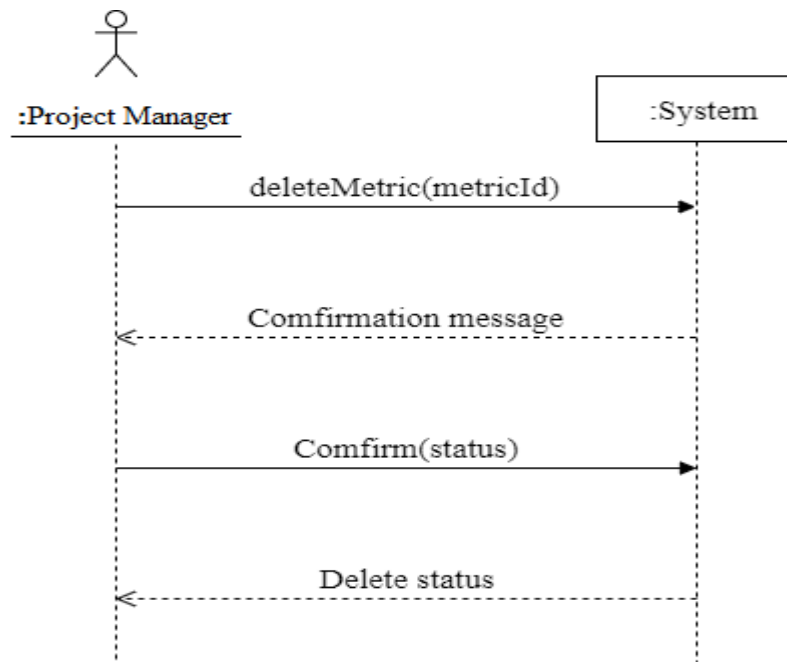 :Project Manager
:System
deleteMetric(metricId)
Comfirmation message
Comfirm(status)
Delete status